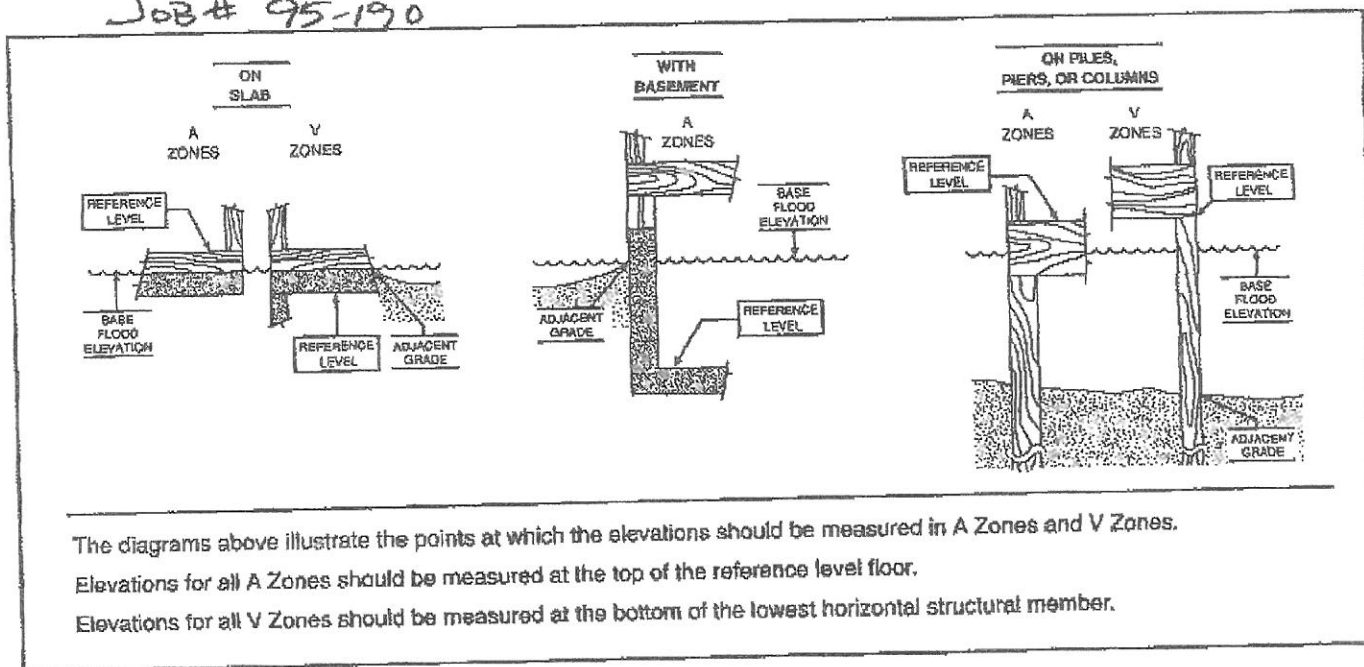 JOB # 95-190
ON
SLAB
A
ZONES
V
ZONES
REFERENCE
LEVEL
BASE
FLOOD
ELEVATION
REFERENCE
LEVEL
ADJACENT
GRADE
WITH
BASEMENT
A
ZONES
BASE
FLOOD
ELEVATION
ADJACENT
GRADE
REFERENCE
LEVEL
ON PILES,
PIERS, OR COLUMNS
A
ZONES
V
ZONES
REFERENCE
LEVEL
REFERENCE
LEVEL
BASE
FLOOD
ELEVATION
ADJACENT
GRADE
The diagrams above illustrate the points at which the elevations should be measured in A Zones and V Zones.
Elevations for all A Zones should be measured at the top of the reference level floor.
Elevations for all V Zones should be measured at the bottom of the lowest horizontal structural member.